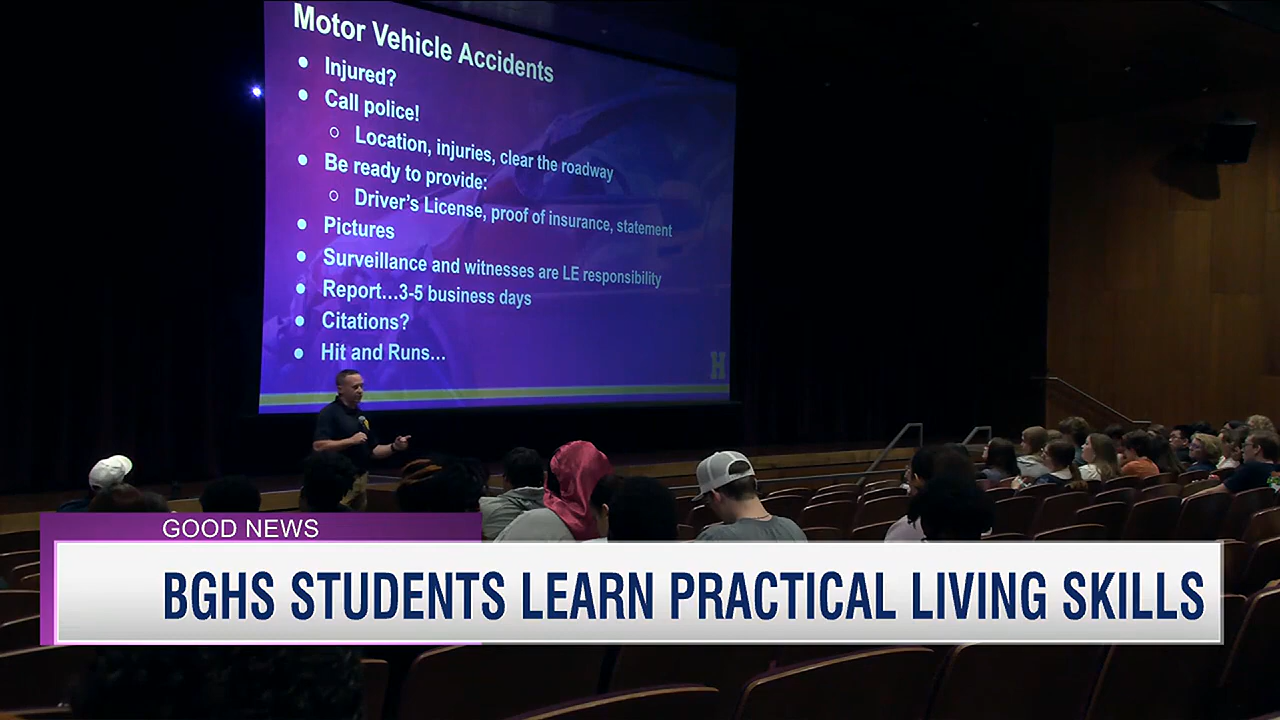 Motor Vehicle Accidents
• Injured?
• Call police!
○ Location, injuries, clear the roadway
• Be ready to provide:
○ Driver's License, proof of insurance, statement
• Pictures
• Surveillance and witnesses are LE responsibility
• Report...3-5 business days
• Citations?
• Hit and Runs...
H
GOOD NEWS
BGHS STUDENTS LEARN PRACTICAL LIVING SKILLS